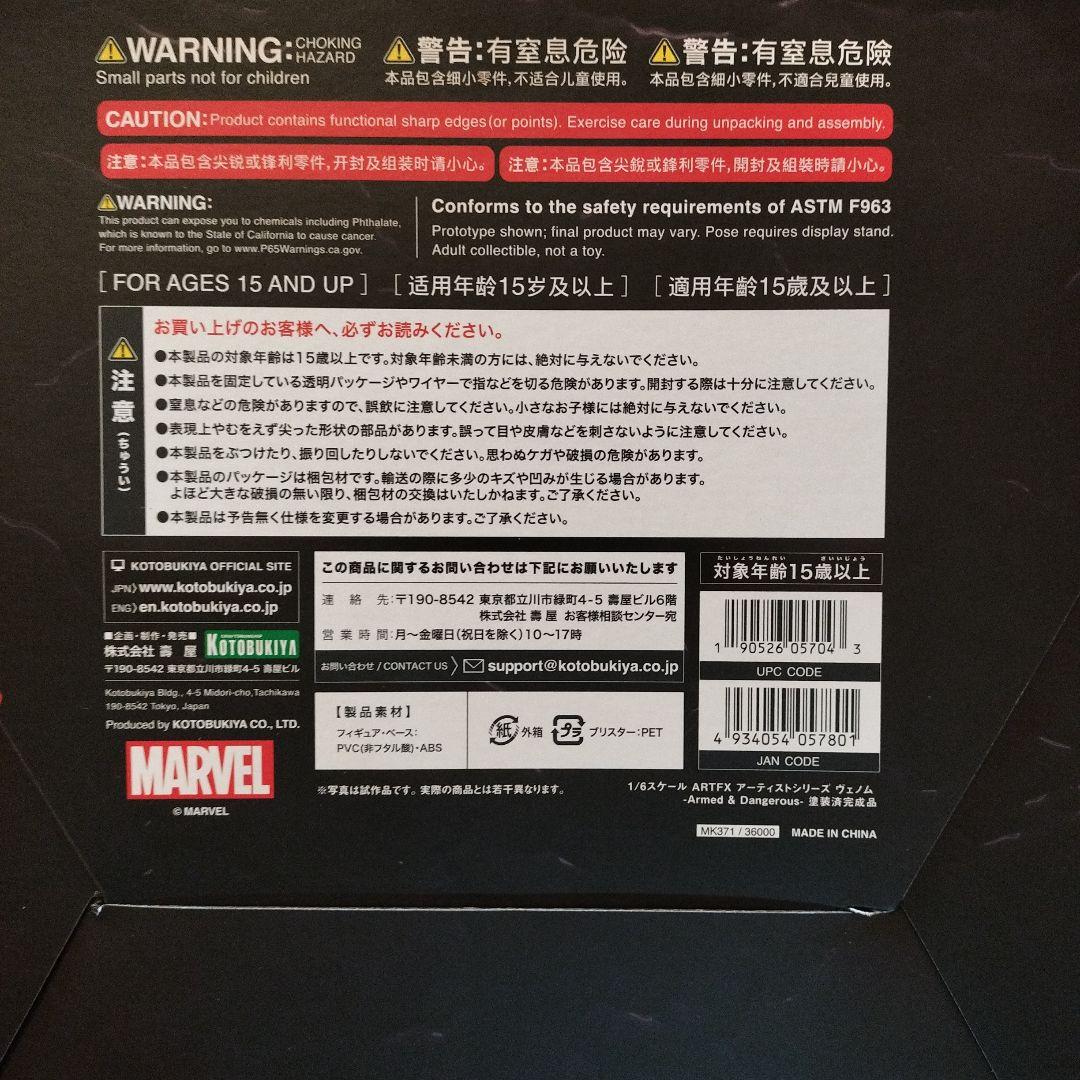 ⚠WARNING: CHOKING HAZARD
Small parts not for children
⚠警告:有窒息危险
本品包含细小零件,不适合儿童使用。
⚠警告:有窒息危險
本品包含細小零件,不適合兒童使用。
CAUTION: Product contains functional sharp edges (or points). Exercise care during unpacking and assembly.
注意:本品包含尖锐或锋利零件,开封及组装时请小心。
注意:本品包含尖銳或鋒利零件,開封及組裝時請小心。
⚠WARNING:
This product can expose you to chemicals including Phthalate,
which is known to the State of California to cause cancer.
For more information, go to www.P65Warnings.ca.gov.
Conforms to the safety requirements of ASTM F963
Prototype shown; final product may vary. Pose requires display stand.
Adult collectible, not a toy.
[ FOR AGES 15 AND UP ]
[ 适用年龄15岁及以上 ]
[ 適用年齡15歲及以上 ]
⚠注意(ちゅうい)
お買い上げのお客様へ、必ずお読みください。
●本製品の対象年齢は15歳以上です。対象年齢未満の方には、絶対に与えないでください。
●本製品を固定している透明パッケージやワイヤーで指などを切る危険があります。開封する際は十分に注意してください。
●窒息などの危険がありますので、誤飲に注意してください。小さなお子様には絶対に与えないでください。
●表現上やむをえず尖った形状の部品があります。誤って目や皮膚などを刺さないように注意してください。
●本製品をぶつけたり、振り回したりしないでください。思わぬケガや破損の危険があります。
●本製品のパッケージは梱包材です。輸送の際に多少のキズや凹みが生じる場合があります。
よほど大きな破損の無い限り、梱包材の交換はいたしかねます。ご了承ください。
●本製品は予告無く仕様を変更する場合があります。ご了承ください。
KOTOBUKIYA OFFICIAL SITE
JPN〉www.kotobukiya.co.jp
ENG〉en.kotobukiya.co.jp
■企画・制作・発売■
株式会社 壽 屋
KOTOBUKIYA
〒190-8542 東京都立川市緑町4-5 壽屋ビル
Kotobukiya Bldg., 4-5 Midori-cho,Tachikawa
190-8542 Tokyo, Japan
Produced by KOTOBUKIYA CO., LTD.
MARVEL
© MARVEL
この商品に関するお問い合わせは下記にお願いいたします
連 絡 先:〒190-8542 東京都立川市緑町4-5 壽屋ビル6階
株式会社 壽 屋 お客様相談センター宛
営 業 時 間:月〜金曜日(祝日を除く)10〜17時
お問い合わせ / CONTACT US 〉 support@kotobukiya.co.jp
【製品素材】
フィギュア・ベース:
PVC(非フタル酸)・ABS
紙 外箱 プラ ブリスター:PET
※写真は試作品です。実際の商品とは若干異なります。
たいしょうねんれい さいいじょう
対象年齢15歳以上
1 90526 05704 3
UPC CODE
4 934054 057801
JAN CODE
1/6スケール ARTFX アーティストシリーズ ヴェノム
-Armed & Dangerous- 塗装済完成品
MK371 / 36000 MADE IN CHINA